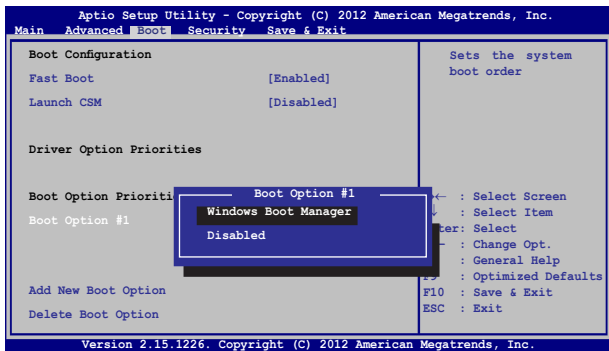 Aptio Setup Utility - Copyright (C) 2012 American Megatrends, Inc.
Main Advanced Boot Security Save & Exit
Boot Configuration
Fast Boot [Enabled]
Launch CSM [Disabled]
Driver Option Priorities
Boot Option Prioriti
Boot Option #1
Add New Boot Option
Delete Boot Option
Boot Option #1
Windows Boot Manager
Disabled
Sets the system
boot order
← : Select Screen
: Select Item
ter: Select
: Change Opt.
: General Help
: Optimized Defaults
F10 : Save & Exit
ESC : Exit
Version 2.15.1226. Copyright (C) 2012 American Megatrends, Inc.